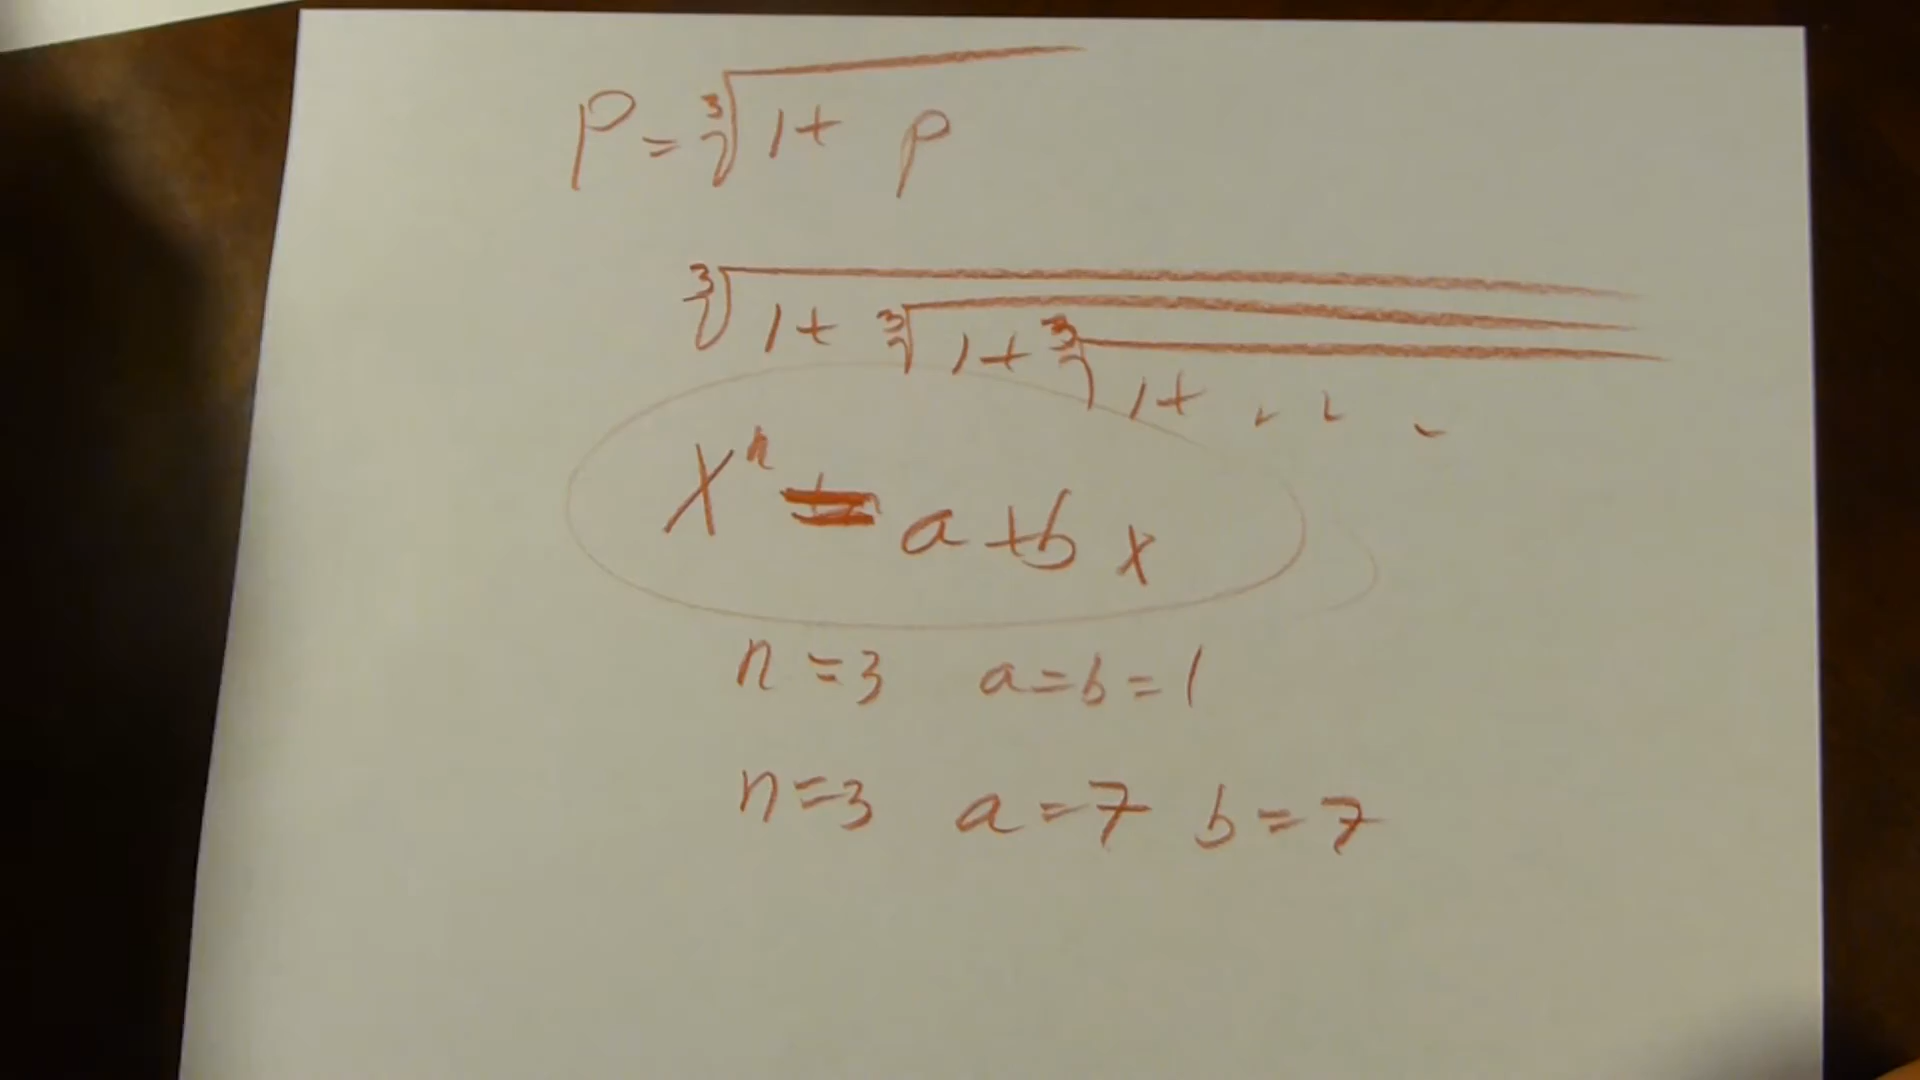 P = ∛(1 + P)
∛(1 + ∛(1 + ∛(1 + . . .
xⁿ = a + b x
n = 3 a = b = 1
n = 3 a = 7 b = 7